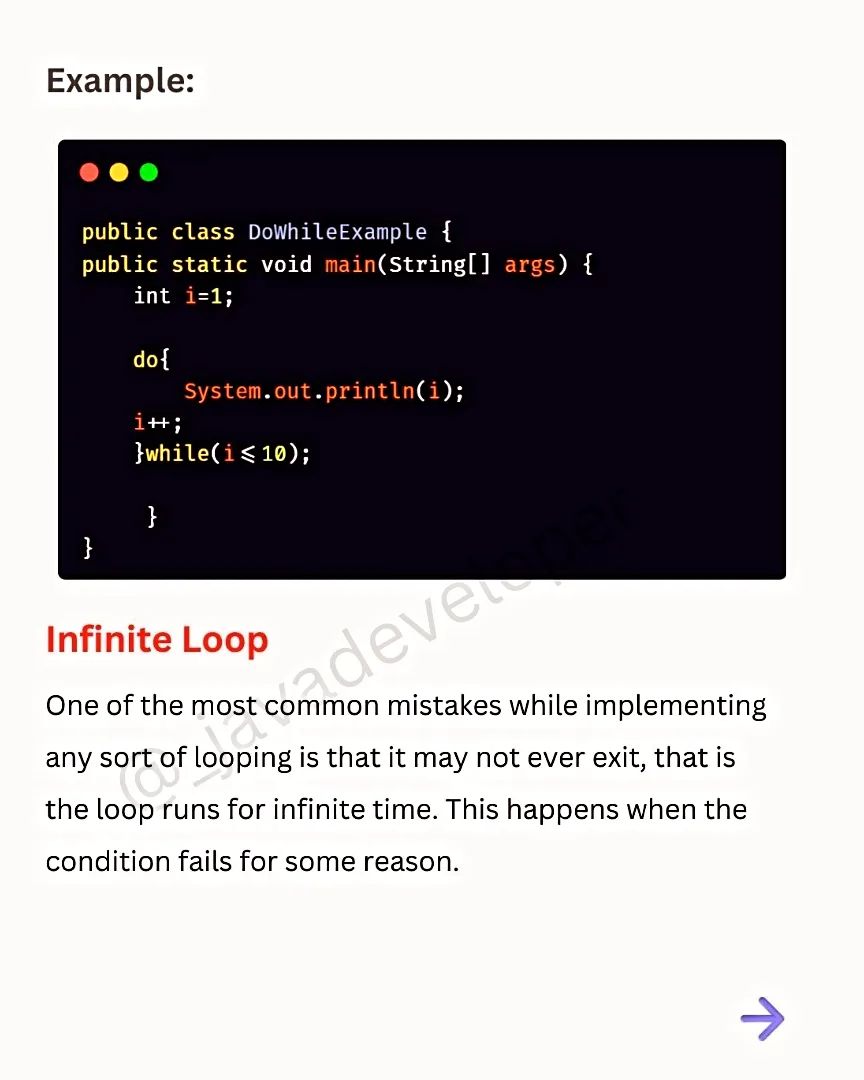 Example:
public class DoWhileExample {
public static void main(String[] args) {
int i=1;
do{
System.out.println(i);
i++;
}while(i<=10);
}
}
Infinite Loop
One of the most common mistakes while implementing
any sort of looping is that it may not ever exit, that is
the loop runs for infinite time. This happens when the
condition fails for some reason.
@_javadeveloper